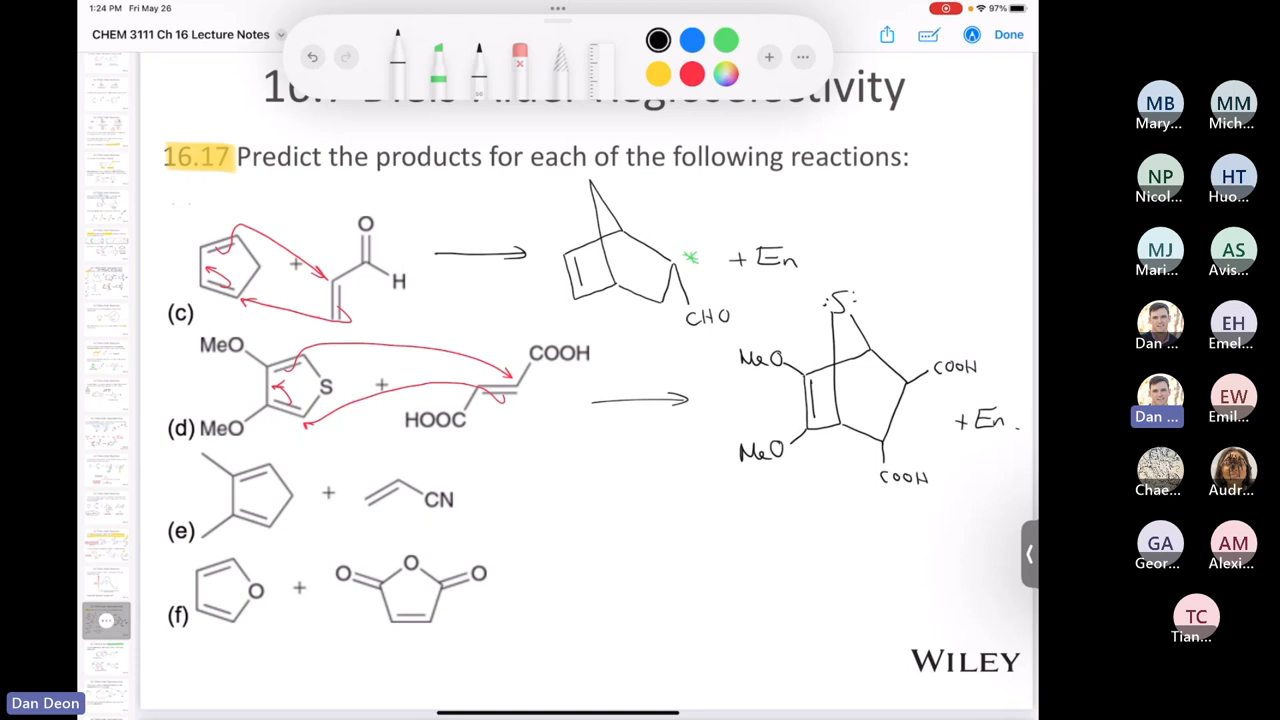 1:24 PM Fri May 26
97%
CHEM 3111 Ch 16 Lecture Notes
Done
16.17 Predict the products for each of the following reactions:
O
H
+
(c)
*
CHO
+ En
MeO
MeO
S
+
COOH
HOOC
(d)
:S:
MeO
MeO
COOH
COOH
+ En.
+
CN
(e)
O
+
O
O
O
(f)
WILEY
Dan Deon
MB
Mary...
MM
Mich...
NP
Nicol...
HT
Huo...
MJ
Mari...
AS
Avis...
Dan ...
EH
Emel...
Dan ...
EW
Emil...
Chae...
Audr...
GA
Geor...
AM
Alexi...
TC
Tian...